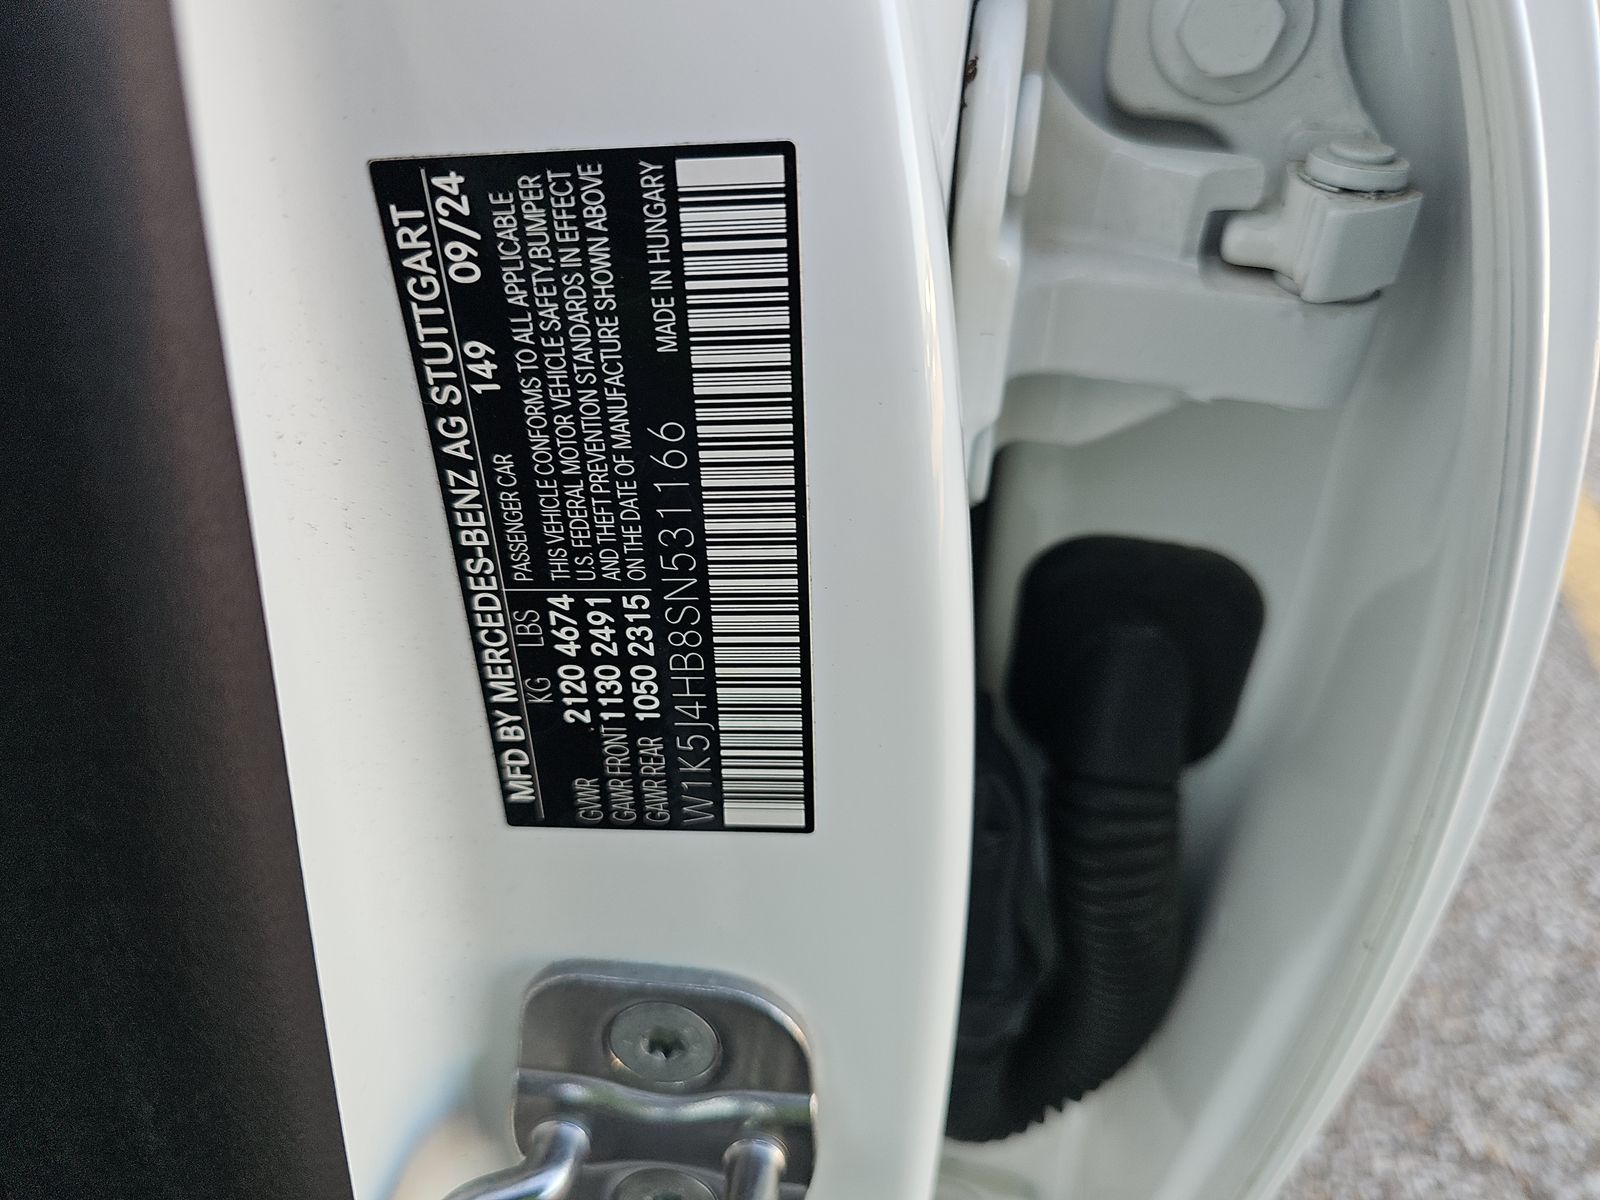 MFD BY MERCEDES-BENZ AG STUTTGART
149 09/24
KG LBS PASSENGER CAR
GVWR 2120 4674 THIS VEHICLE CONFORMS TO ALL APPLICABLE
GAWR FRONT 1130 2491 U.S. FEDERAL MOTOR VEHICLE SAFETY,BUMPER
GAWR REAR 1050 2315 AND THEFT PREVENTION STANDARDS IN EFFECT
ON THE DATE OF MANUFACTURE SHOWN ABOVE
W1K5J4HB8SN531166 MADE IN HUNGARY